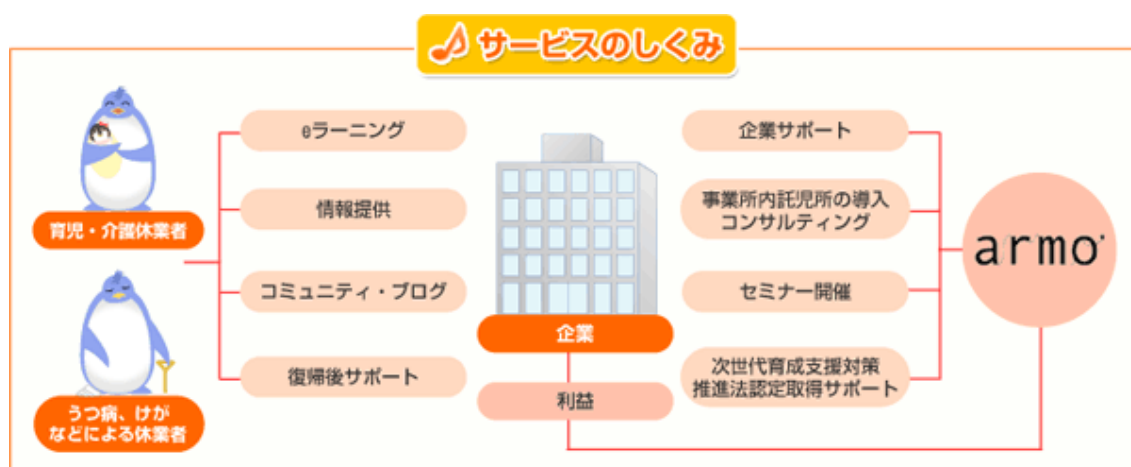 サービスのしくみ
育児・介護休業者
うつ病、けが
などによる休業者
eラーニング
情報提供
コミュニティ・ブログ
復帰後サポート
企業
利益
企業サポート
事業所内託児所の導入
コンサルティング
セミナー開催
次世代育成支援対策
推進法認定取得サポート
armo